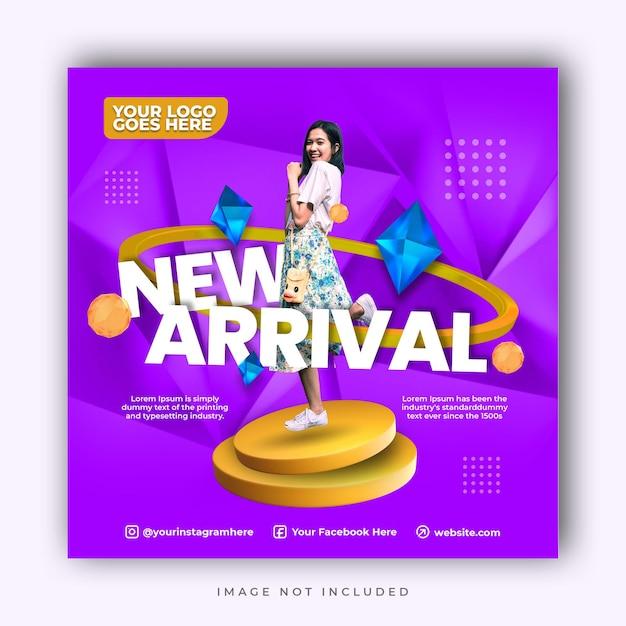 YOUR LOGO
GOES HERE
NEW
ARRIVAL
Lorem Ipsum is simply
text of the printing
and typesetting industry.
Lorem Ipsum has been the
industry's standarddummy
text ever since the 1500s
@yourinstagramhere
Your Facebook Here
website.com
IMAGE NOT INCLUDED